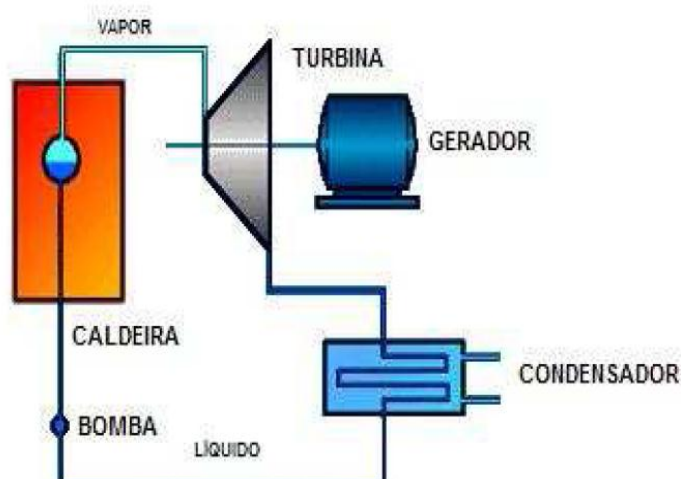 VAPOR
TURBINA
GERADOR
CALDEIRA
CONDENSADOR
BOMBA
LÍQUIDO